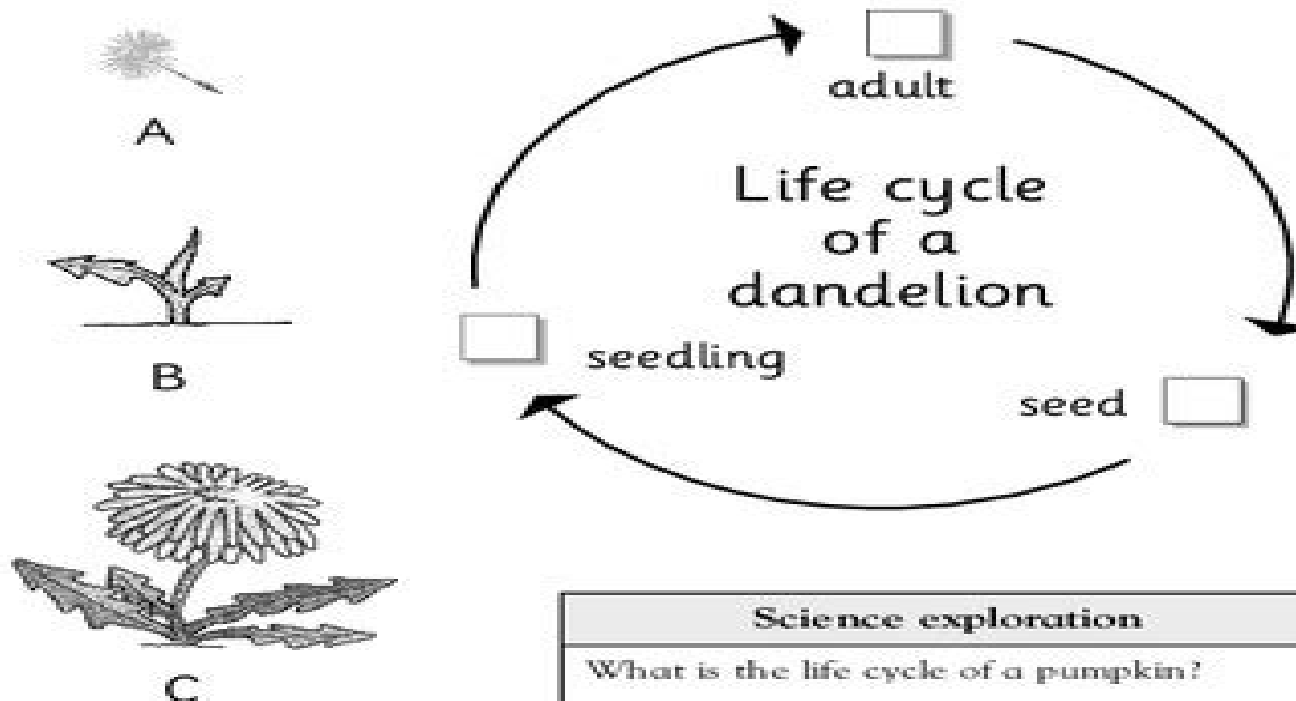 A
B
C
adult
Life cycle
of a
dandelion
seedling
seed
Science exploration
What is the life cycle of a pumpkin?